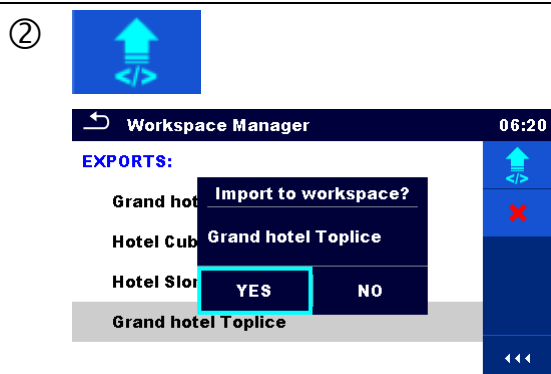 ②
</>
Workspace Manager 06:20
EXPORTS:
</>
Grand hot
Import to workspace?
Hotel Cub
Grand hotel Toplice
Hotel Slor
YES NO
Grand hotel Toplice